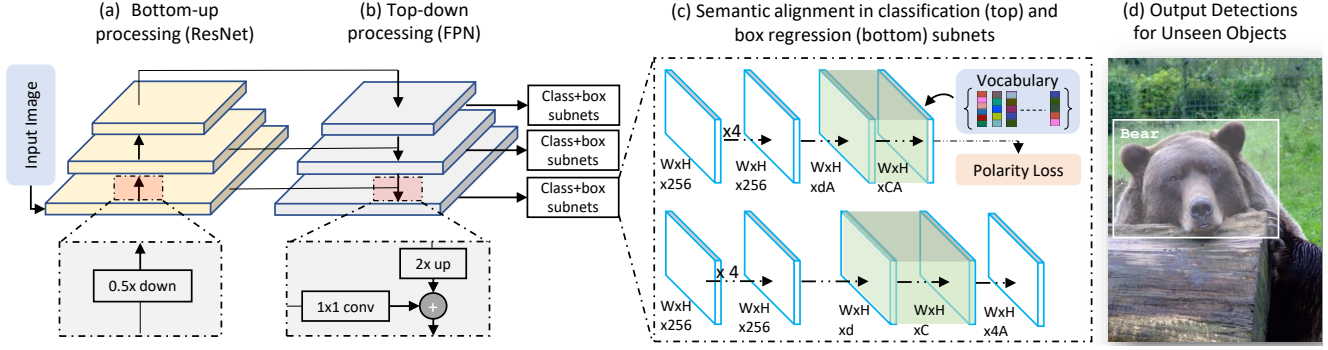 (a) Bottom-up
processing (ResNet)
(b) Top-down
processing (FPN)
(c) Semantic alignment in classification (top) and
box regression (bottom) subnets
(d) Output Detections
for Unseen Objects
Input Image
0.5x down
2x up
1x1 conv
+
Class+box
subnets
Class+box
subnets
Class+box
subnets
x4
WxH
x256
WxH
x256
WxH
xdA
WxH
xCA
Vocabulary
Polarity Loss
x 4
WxH
x256
WxH
x256
WxH
xd
WxH
xC
WxH
x4A
Bear